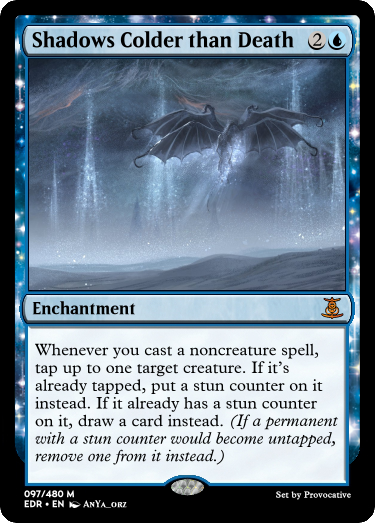 Shadows Colder than Death 2
Enchantment
Whenever you cast a noncreature spell,
tap up to one target creature. If it's
already tapped, put a stun counter on it
instead. If it already has a stun counter
on it, draw a card instead. (If a permanent
with a stun counter would become untapped,
remove one from it instead.)
097/480 M
EDR • EN AnYa_orz
Set by Provocative